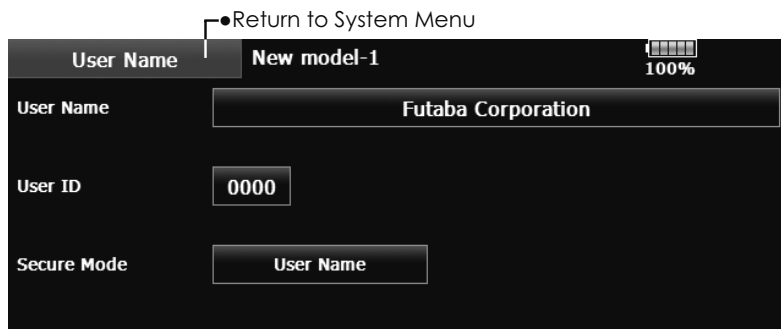 ●Return to System Menu
User Name New model-1
100%
User Name Futaba Corporation
User ID 0000
Secure Mode User Name